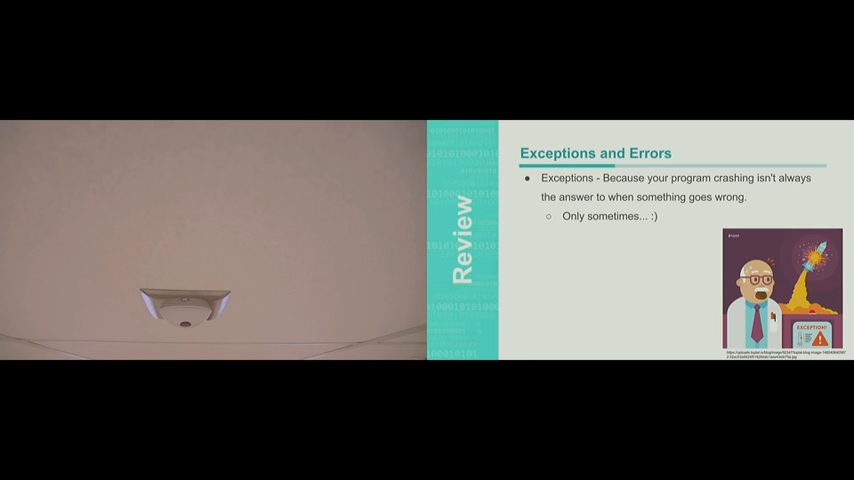 Review
Exceptions and Errors
● Exceptions - Because your program crashing isn't always
the answer to when something goes wrong.
○ Only sometimes... :)
EXCEPTION!